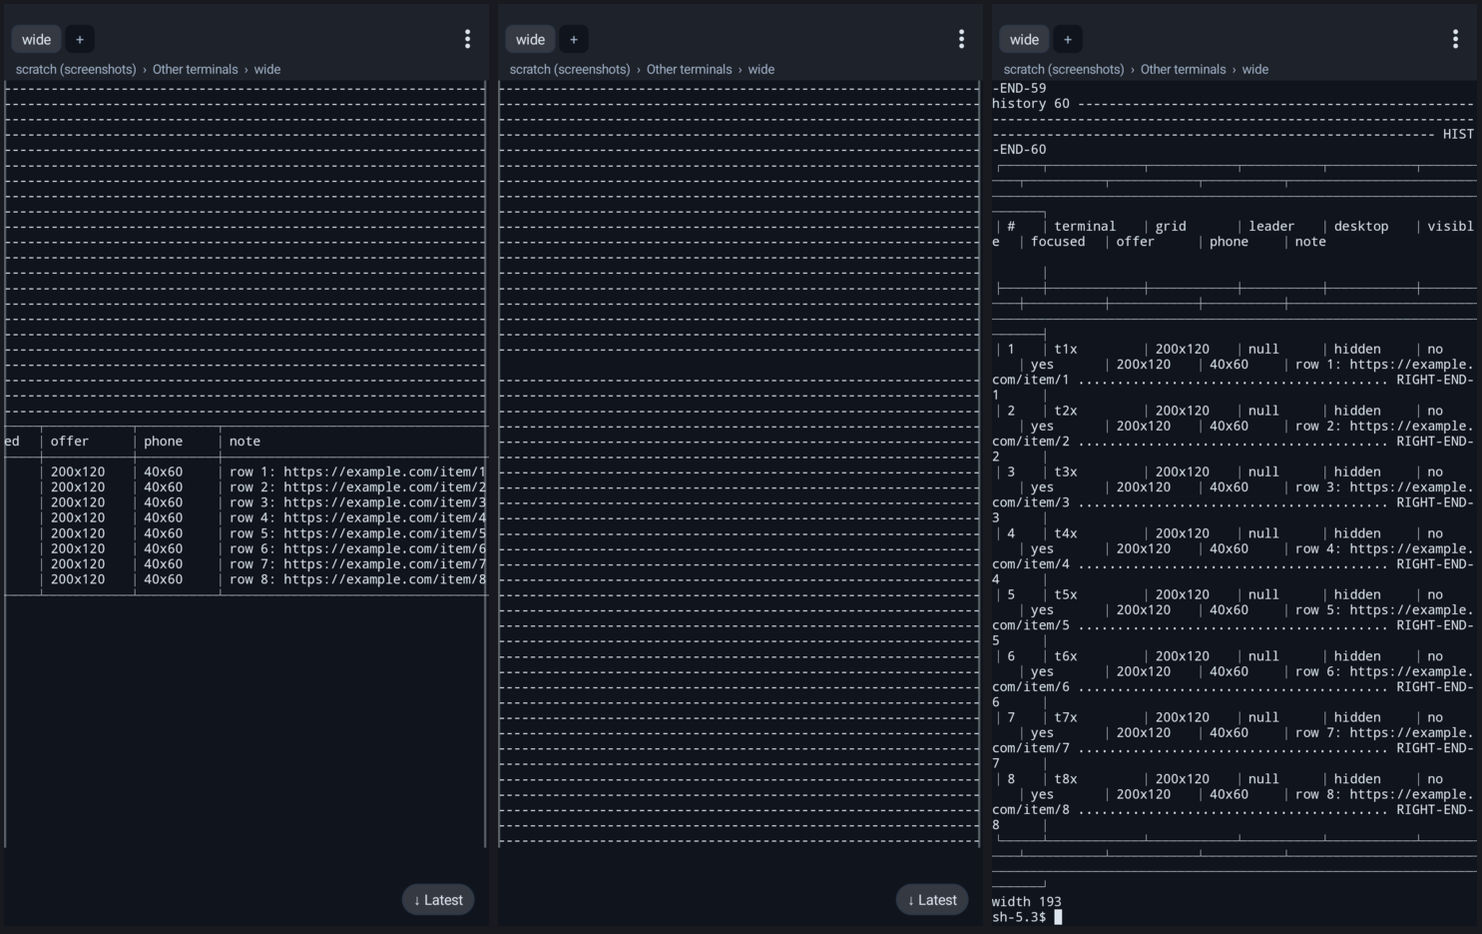 wide +
scratch (screenshots) › Other terminals › wide
ed │ offer │ phone │ note
│ 200x120 │ 40x60 │ row 1: https://example.com/item/1
│ 200x120 │ 40x60 │ row 2: https://example.com/item/2
│ 200x120 │ 40x60 │ row 3: https://example.com/item/3
│ 200x120 │ 40x60 │ row 4: https://example.com/item/4
│ 200x120 │ 40x60 │ row 5: https://example.com/item/5
│ 200x120 │ 40x60 │ row 6: https://example.com/item/6
│ 200x120 │ 40x60 │ row 7: https://example.com/item/7
│ 200x120 │ 40x60 │ row 8: https://example.com/item/8
↓ Latest
wide +
scratch (screenshots) › Other terminals › wide
↓ Latest
wide +
scratch (screenshots) › Other terminals › wide
-END-59
history 60 ---------------------------------------------------
---------------------------------------------------------- HIST
-END-60
│ # │ terminal │ grid │ leader │ desktop │ visibl
e │ focused │ offer │ phone │ note
│ 1 │ t1x │ 200x120 │ null │ hidden │ no
│ yes │ 200x120 │ 40x60 │ row 1: https://example.
com/item/1 ........................................ RIGHT-END-
1 │
│ 2 │ t2x │ 200x120 │ null │ hidden │ no
│ yes │ 200x120 │ 40x60 │ row 2: https://example.
com/item/2 ........................................ RIGHT-END-
2 │
│ 3 │ t3x │ 200x120 │ null │ hidden │ no
│ yes │ 200x120 │ 40x60 │ row 3: https://example.
com/item/3 ........................................ RIGHT-END-
3 │
│ 4 │ t4x │ 200x120 │ null │ hidden │ no
│ yes │ 200x120 │ 40x60 │ row 4: https://example.
com/item/4 ........................................ RIGHT-END-
4 │
│ 5 │ t5x │ 200x120 │ null │ hidden │ no
│ yes │ 200x120 │ 40x60 │ row 5: https://example.
com/item/5 ........................................ RIGHT-END-
5 │
│ 6 │ t6x │ 200x120 │ null │ hidden │ no
│ yes │ 200x120 │ 40x60 │ row 6: https://example.
com/item/6 ........................................ RIGHT-END-
6 │
│ 7 │ t7x │ 200x120 │ null │ hidden │ no
│ yes │ 200x120 │ 40x60 │ row 7: https://example.
com/item/7 ........................................ RIGHT-END-
7 │
│ 8 │ t8x │ 200x120 │ null │ hidden │ no
│ yes │ 200x120 │ 40x60 │ row 8: https://example.
com/item/8 ........................................ RIGHT-END-
8 │
width 193
sh-5.3$